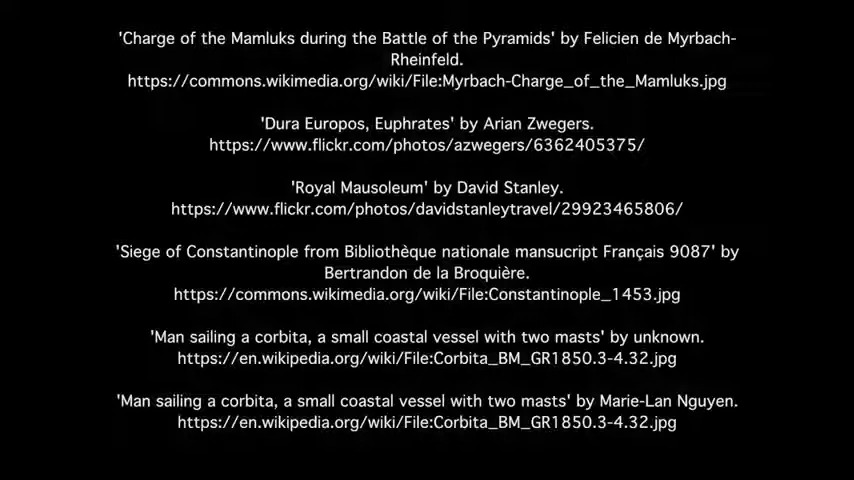 'Charge of the Mamluks during the Battle of the Pyramids' by Felicien de Myrbach-
Rheinfeld.
https://commons.wikimedia.org/wiki/File:Myrbach-Charge_of_the_Mamluks.jpg
'Dura Europos, Euphrates' by Arian Zwegers.
https://www.flickr.com/photos/azwegers/6362405375/
'Royal Mausoleum' by David Stanley.
https://www.flickr.com/photos/davidstanleytravel/29923465806/
'Siege of Constantinople from Bibliothèque nationale mansucript Français 9087' by
Bertrandon de la Broquière.
https://commons.wikimedia.org/wiki/File:Constantinople_1453.jpg
'Man sailing a corbita, a small coastal vessel with two masts' by unknown.
https://en.wikipedia.org/wiki/File:Corbita_BM_GR1850.3-4.32.jpg
'Man sailing a corbita, a small coastal vessel with two masts' by Marie-Lan Nguyen.
https://en.wikipedia.org/wiki/File:Corbita_BM_GR1850.3-4.32.jpg